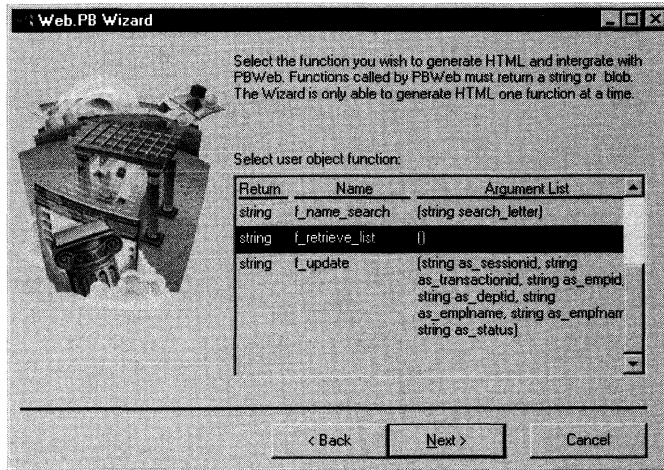 Web.PB Wizard
Select the function you wish to generate HTML and intergrate with
PBWeb. Functions called by PBWeb must return a string or blob.
The Wizard is only able to generate HTML one function at a time.
Select user object function:
Return Name Argument List
string f_name_search (string search_letter)
string f_retrieve_list ()
string f_update (string as_sessionid, string
as_transactionid, string as_empid,
string as_deptid, string
as_emplname, string as_empfnam
string as_status)
< Back Next > Cancel